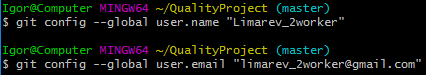 Igor@Computer MINGW64 ~/QualityProject (master)
$ git config --global user.name "Limarev_2worker"
Igor@Computer MINGW64 ~/QualityProject (master)
$ git config --global user.email "limarev_2worker@gmail.com"